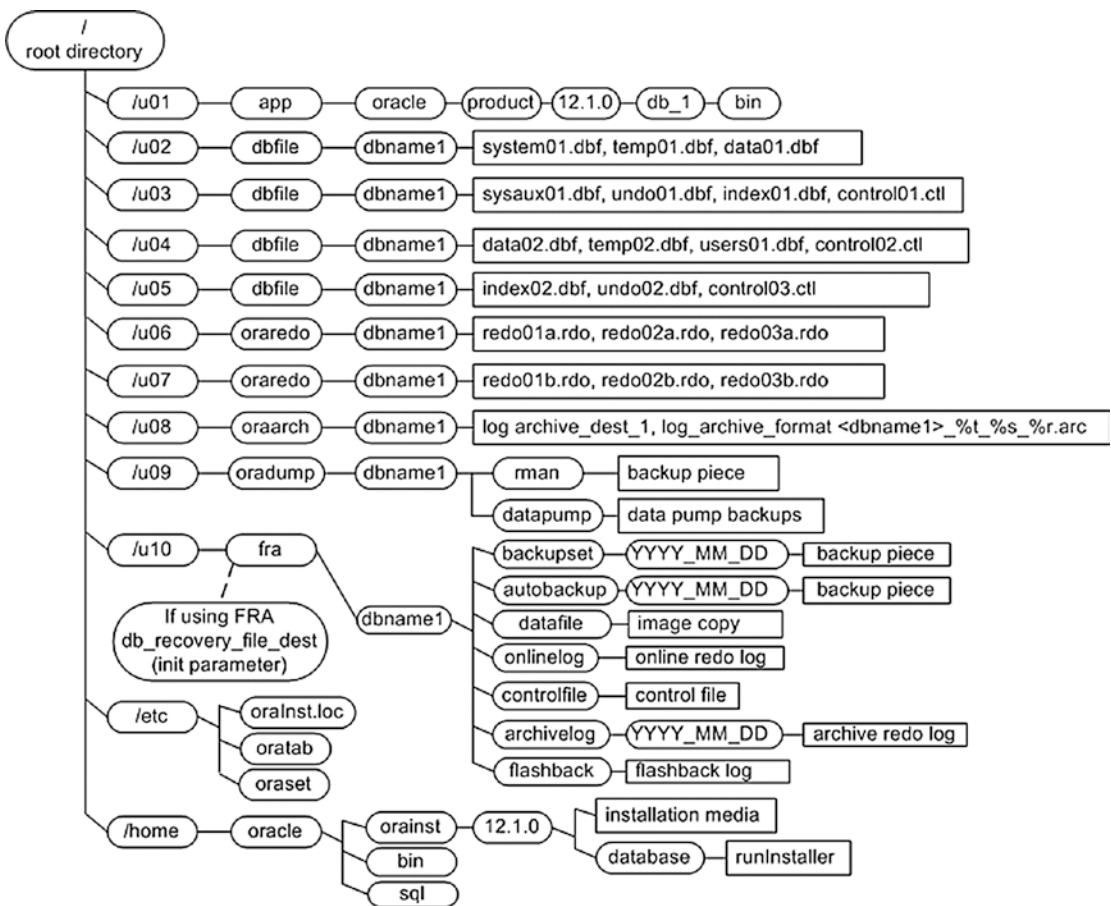 /
root directory
/u01 app oracle product 12.1.0 db_1 bin
/u02 dbfile dbname1 system01.dbf, temp01.dbf, data01.dbf
/u03 dbfile dbname1 sysaux01.dbf, undo01.dbf, index01.dbf, control01.ctl
/u04 dbfile dbname1 data02.dbf, temp02.dbf, users01.dbf, control02.ctl
/u05 dbfile dbname1 index02.dbf, undo02.dbf, control03.ctl
/u06 oraredo dbname1 redo01a.rdo, redo02a.rdo, redo03a.rdo
/u07 oraredo dbname1 redo01b.rdo, redo02b.rdo, redo03b.rdo
/u08 oraarch dbname1 log archive_dest_1, log_archive_format <dbname1>_%t_%s_%r.arc
/u09 oradump dbname1 rman backup piece
datapump data pump backups
/u10 fra
If using FRA
db_recovery_file_dest
(init parameter)
dbname1
backupset YYYY_MM_DD backup piece
autobackup YYYY_MM_DD backup piece
datafile image copy
onlinelog online redo log
controlfile control file
archivelog YYYY_MM_DD archive redo log
flashback flashback log
/etc
oraInst.loc
oratab
oraset
/home oracle
orainst 12.1.0
installation media
database runInstaller
bin
sql